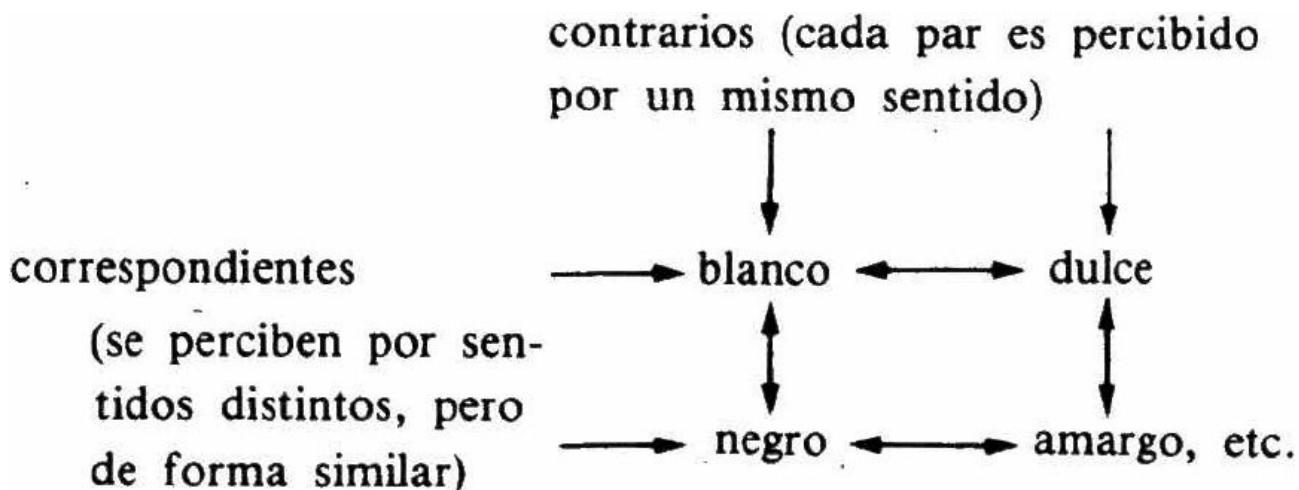 contrarios (cada par es percibido
por un mismo sentido)
correspondientes
blanco
dulce
(se perciben por sen-
tidos distintos, pero
de forma similar)
negro
amargo, etc.